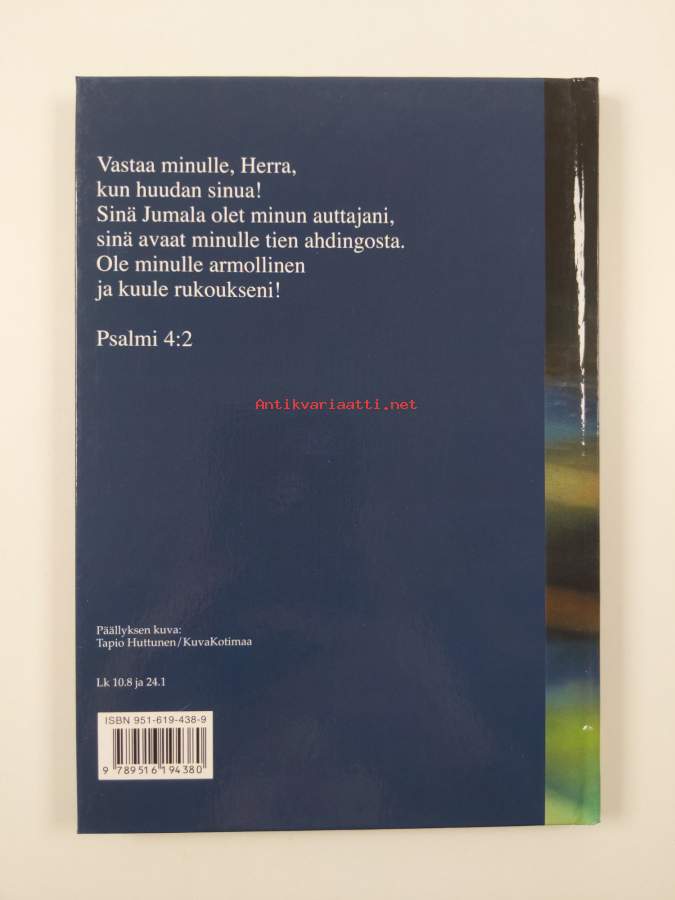 Vastaa minulle, Herra,
kun huudan sinua!
Sinä Jumala olet minun auttajani,
sinä avaat minulle tien ahdingosta.
Ole minulle armollinen
ja kuule rukoukseni!
Psalmi 4:2
Antikvariaatti.net
Päällyksen kuva:
Tapio Huttunen/KuvaKotimaa
Lk 10.8 ja 24.1
ISBN 951-619-438-9
9 789516 194380